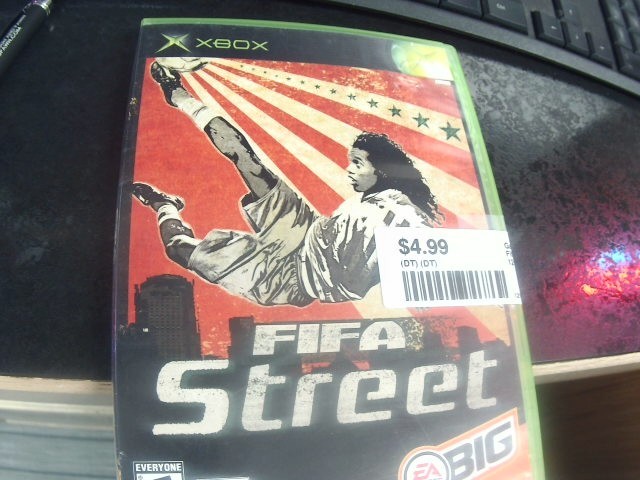 XBOX
$4.99
(DT) (DT)
FIFA
Street
EVERYONE
EA
BIG